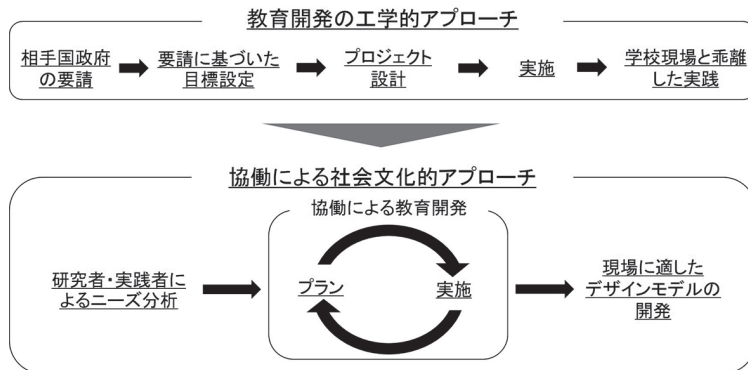 教育開発の工学的アプローチ
相手国政府
の要請
要請に基づいた
目標設定
プロジェクト
設計
実施
学校現場と乖離
した実践
協働による社会文化的アプローチ
協働による教育開発
研究者・実践者に
よるニーズ分析
プラン
実施
現場に適した
デザインモデルの
開発